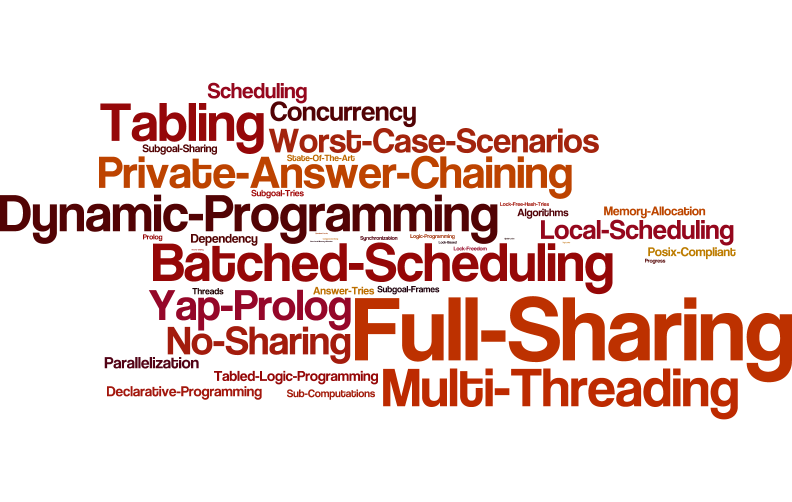 Scheduling
Tabling
Concurrency
Worst-Case-Scenarios
Subgoal-Sharing
State-Of-The-Art
Private-Answer-Chaining
Subgoal-Tries
Dynamic-Programming
Lock-Free-Hash-Tries
Algorithms
Memory-Allocation
Local-Scheduling
Prolog
Dependency
Synchronization
Logic-Programming
Lock-Based
Lock-Freedom
Posix-Compliant
Progress
Batched-Scheduling
Threads
Answer-Tries
Subgoal-Frames
Yap-Prolog
Full-Sharing
No-Sharing
Parallelization
Tabled-Logic-Programming
Multi-Threading
Declarative-Programming
Sub-Computations